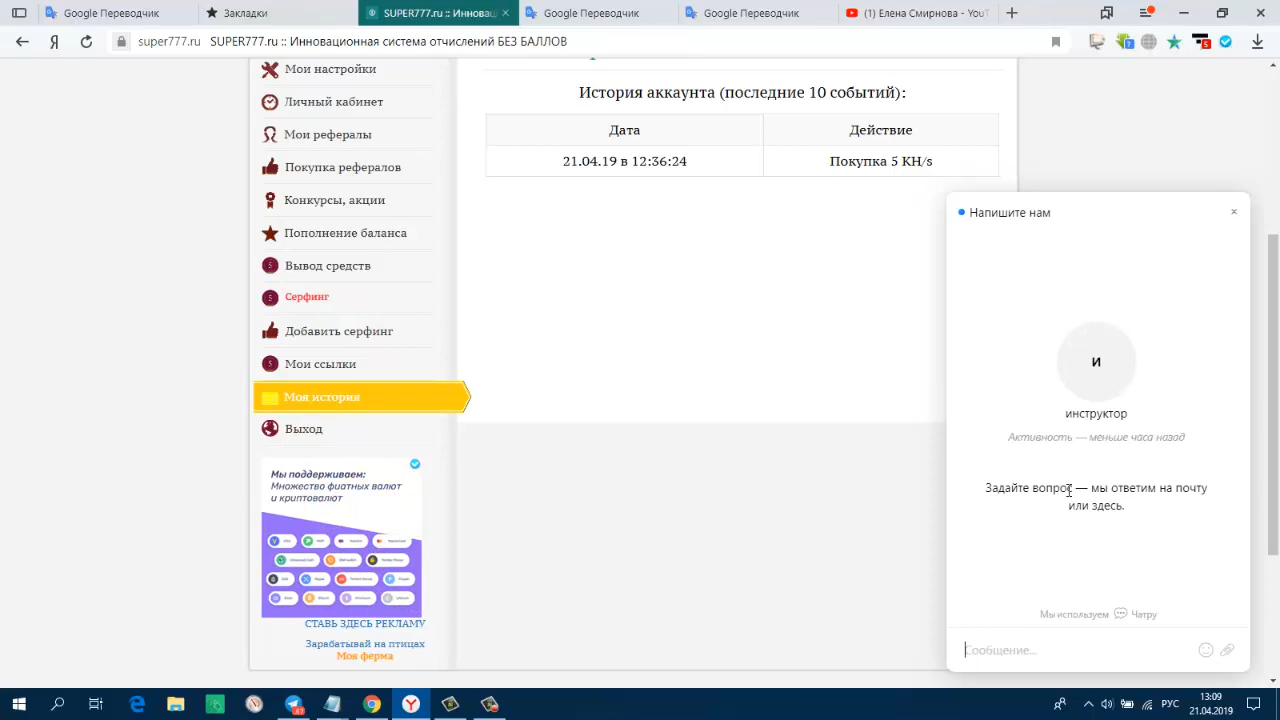 Google Переводчик
Закладки
SUPER777.ru :: Инноваци
Google Переводчик
Google Переводчик
(1) Елена Смирнова - YouT
super777.ru
SUPER777.ru :: Инновационная система отчислений БЕЗ БАЛЛОВ
Мои настройки
Личный кабинет
Мои рефералы
Покупка рефералов
Конкурсы, акции
Пополнение баланса
Вывод средств
Серфинг
Добавить серфинг
Мои ссылки
Моя история
Выход
Мы поддерживаем:
Множество фиатных валют
и криптовалют
СТАВЬ ЗДЕСЬ РЕКЛАМУ
Зарабатывай на птицах
Моя ферма
История аккаунта (последние 10 событий):
Дата
Действие
21.04.19 в 12:36:24
Покупка 5 KH/s
Напишите нам
И
инструктор
Активность — меньше часа назад
Задайте вопрос — мы ответим на почту
или здесь.
Мы используем
Чатру
Сообщение...
РУС
13:09
21.04.2019